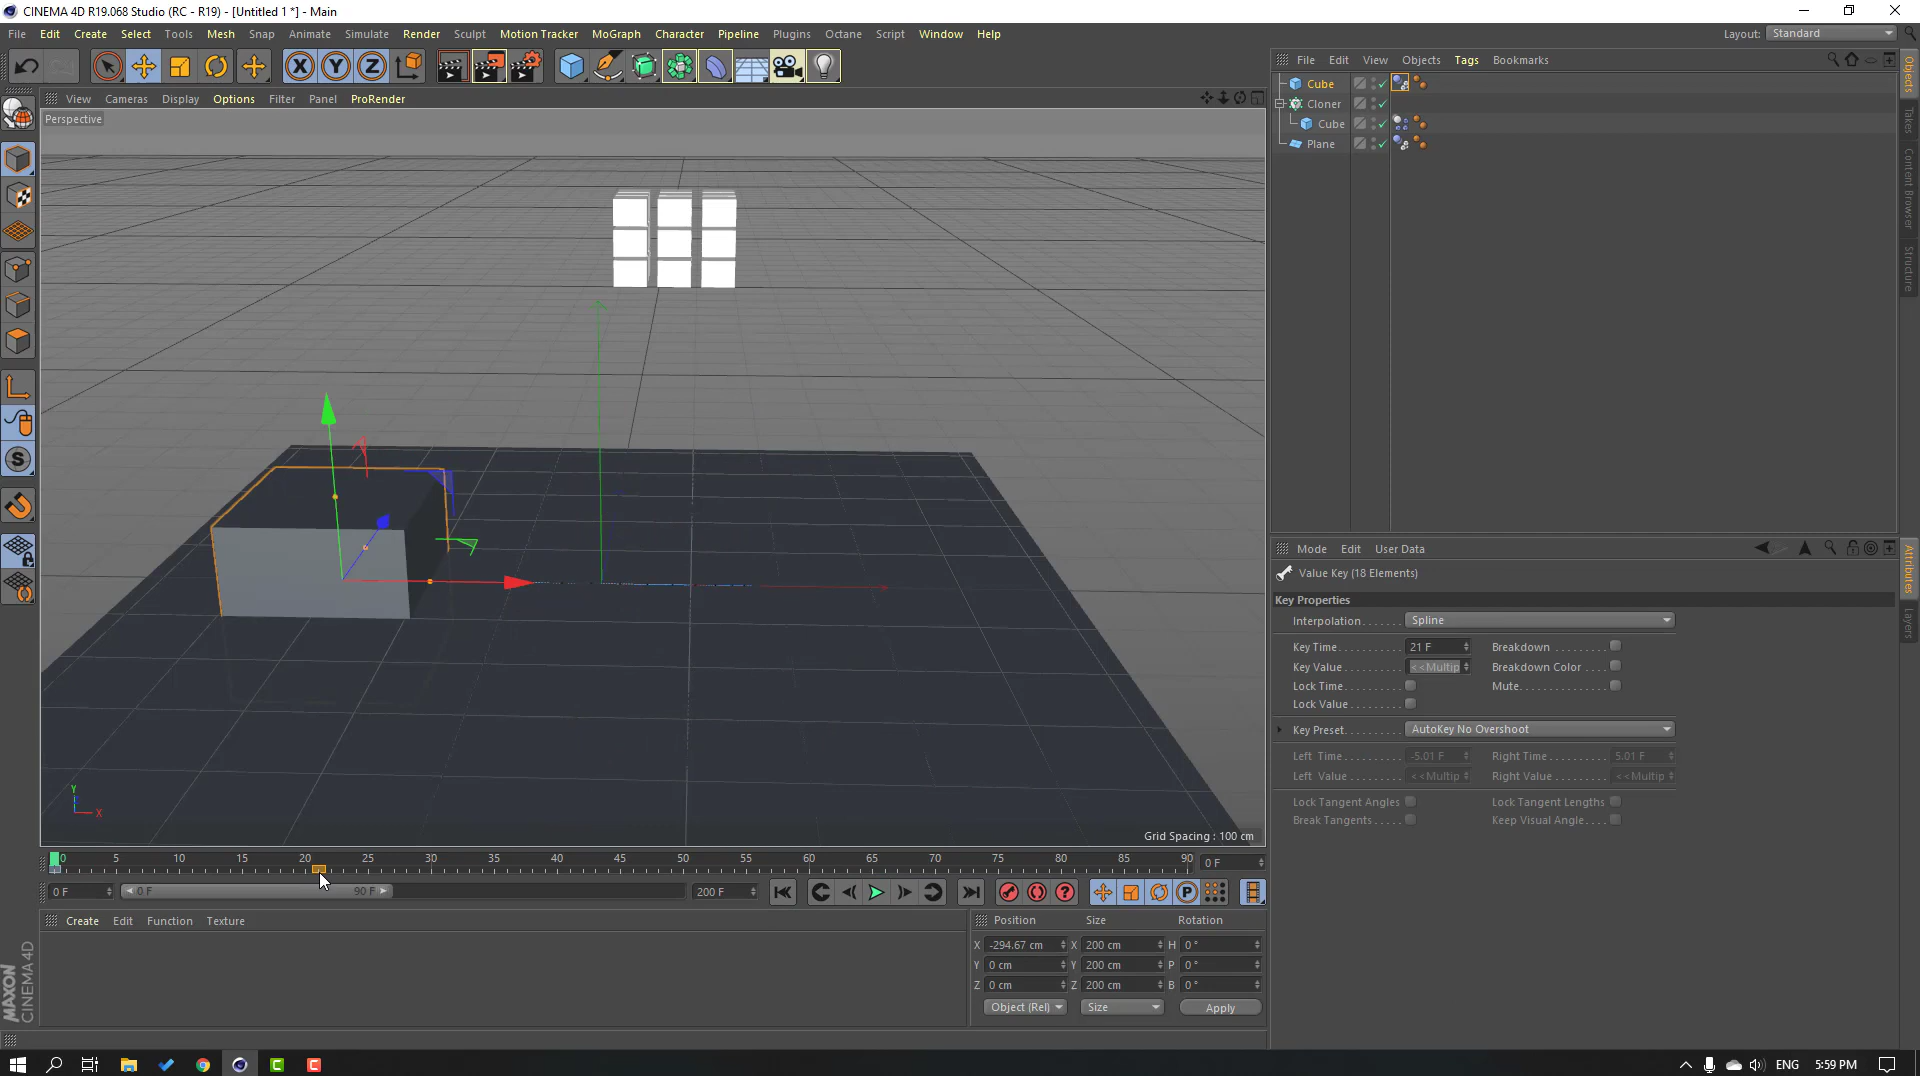 CINEMA 4D R19.068 Studio (RC - R19) - [Untitled 1 *] - Main
File Edit Create Select Tools Mesh Snap Animate Simulate Render Sculpt Motion Tracker MoGraph Character Pipeline Plugins Octane Script Window Help
Layout: Standard
View Cameras Display Options Filter Panel ProRender
Perspective
File Edit View Objects Tags Bookmarks
Cube
Cloner
Cube
Plane
Objects
Takes
Content Browser
Structure
Mode Edit User Data
Value Key (18 Elements)
Key Properties
Interpolation Spline
Key Time 21 F Breakdown
Key Value <<Multip Breakdown Color
Lock Time Mute
Lock Value
Key Preset AutoKey No Overshoot
Left Time -5.01 F Right Time 5.01 F
Left Value <<Multip Right Value <<Multip
Lock Tangent Angles Lock Tangent Lengths
Break Tangents Keep Visual Angle
Attributes
Layers
Y
X
Grid Spacing : 100 cm
0 5 10 15 20 25 30 35 40 45 50 55 60 65 70 75 80 85 90 0 F
0 F 0 F 90 F 200 F
Create Edit Function Texture
Position Size Rotation
X -294.67 cm X 200 cm H 0 °
Y 0 cm Y 200 cm P 0 °
Z 0 cm Z 200 cm B 0 °
Object (Rel) Size Apply
MAXON
CINEMA 4D
ENG 5:59 PM